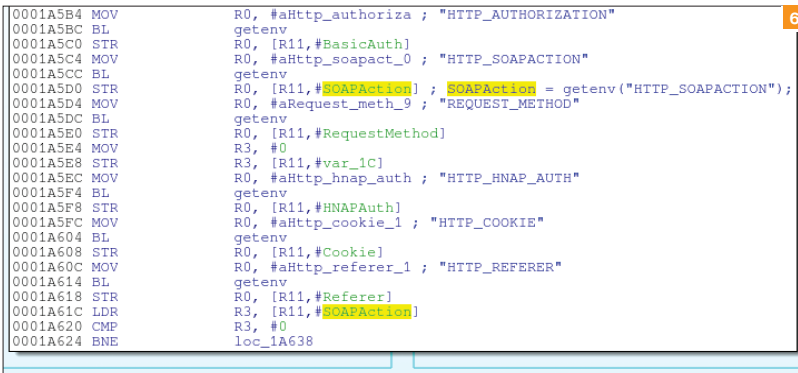 6
0001A5B4 MOV R0, #aHttp_authoriza ; "HTTP_AUTHORIZATION"
0001A5BC BL getenv
0001A5C0 STR R0, [R11,#BasicAuth]
0001A5C4 MOV R0, #aHttp_soapact_0 ; "HTTP_SOAPACTION"
0001A5CC BL getenv
0001A5D0 STR R0, [R11,#SOAPAction] ; SOAPAction = getenv("HTTP_SOAPACTION");
0001A5D4 MOV R0, #aRequest_meth_9 ; "REQUEST_METHOD"
0001A5DC BL getenv
0001A5E0 STR R0, [R11,#RequestMethod]
0001A5E4 MOV R3, #0
0001A5E8 STR R3, [R11,#var_1C]
0001A5EC MOV R0, #aHttp_hnap_auth ; "HTTP_HNAP_AUTH"
0001A5F4 BL getenv
0001A5F8 STR R0, [R11,#HNAPAuth]
0001A5FC MOV R0, #aHttp_cookie_1 ; "HTTP_COOKIE"
0001A604 BL getenv
0001A608 STR R0, [R11,#Cookie]
0001A60C MOV R0, #aHttp_referer_1 ; "HTTP_REFERER"
0001A614 BL getenv
0001A618 STR R0, [R11,#Referer]
0001A61C LDR R3, [R11,#SOAPAction]
0001A620 CMP R3, #0
0001A624 BNE loc_1A638